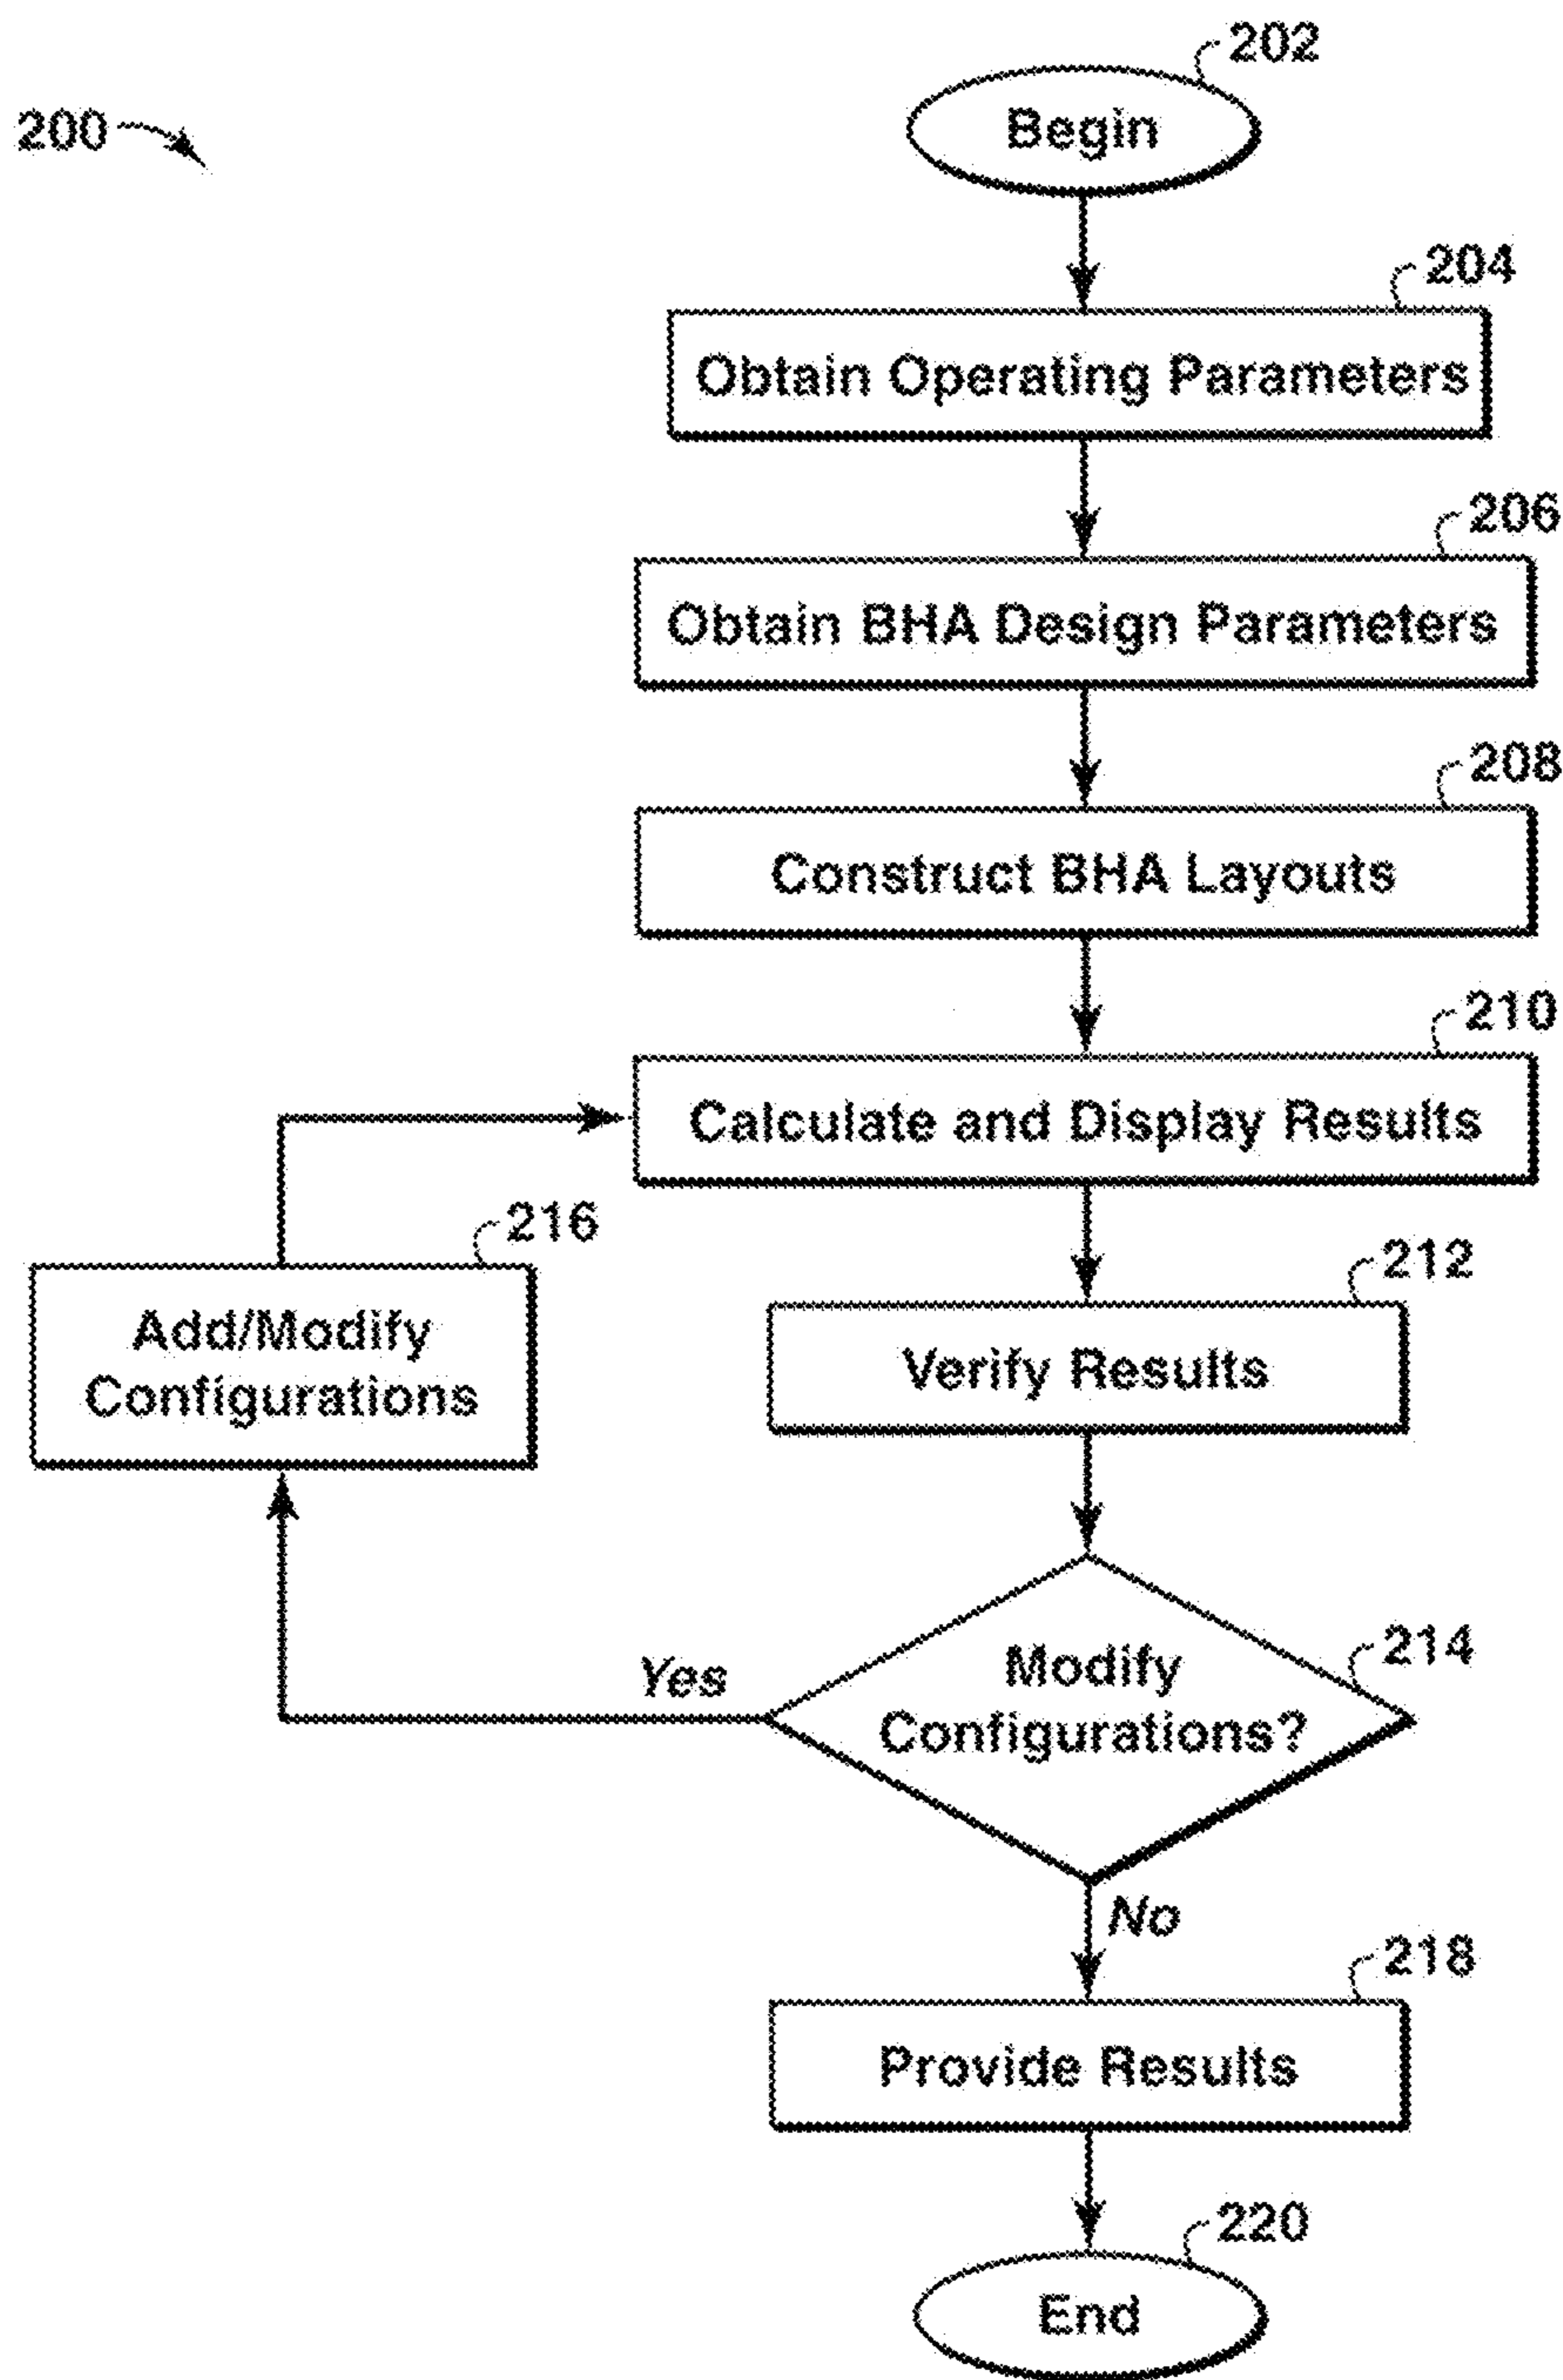 202
200
Begin
204
Obtain Operating Parameters
206
Obtain BHA Design Parameters
208
Construct BHA Layouts
210
Calculate and Display Results
216
212
Add/Modify
Configurations
Verify Results
214
Yes
Modify
Configurations?
No
218
Provide Results
220
End